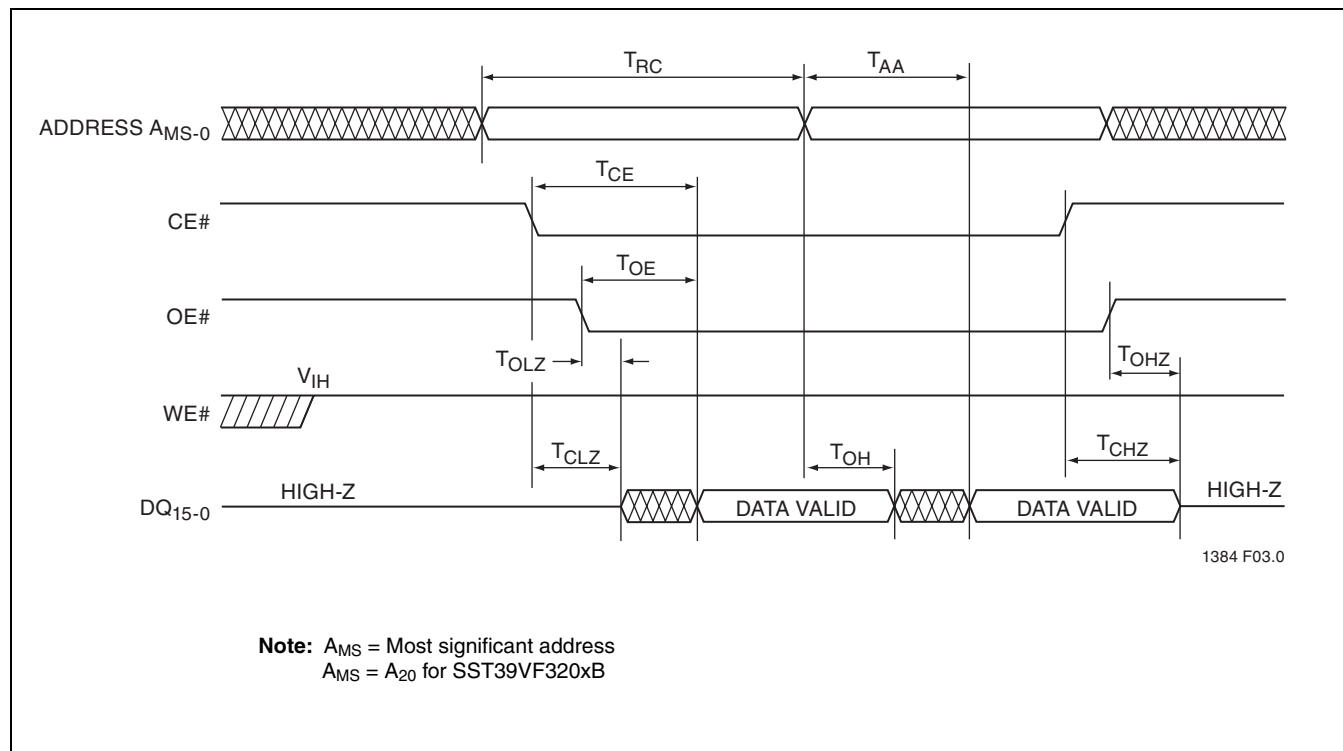 TRC TAA
ADDRESS AMS-0
TCE
CE#
TOE
OE#
TOLZ TOHZ
VIH
WE#
TCLZ TOH TCHZ
HIGH-Z HIGH-Z
DQ15-0 DATA VALID DATA VALID
1384 F03.0
Note: AMS = Most significant address
AMS = A20 for SST39VF320xB